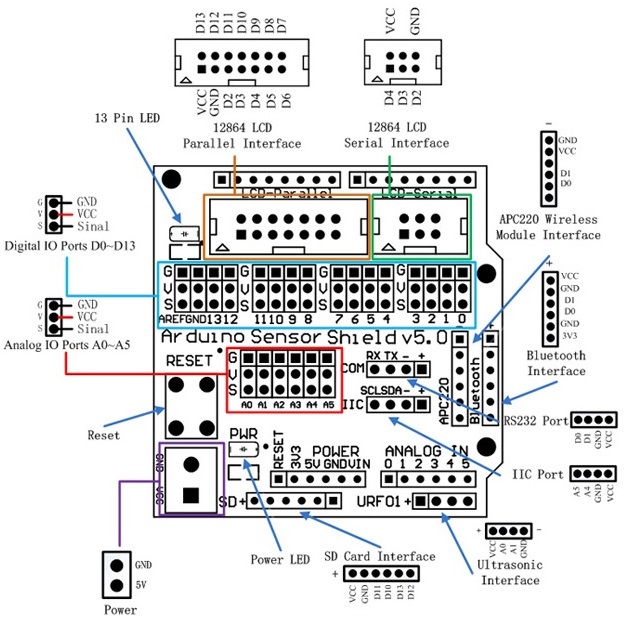 D13 D12 D11 D10 D9 D8 D7
VCC GND D2 D3 D4 D5 D6
VCC GND
D4 D3 D2
13 Pin LED
12864 LCD
Parallel Interface
12864 LCD
Serial Interface
LCD-Parallel
LCD-Serial
G GND
V VCC
S Sinal
Digital IO Ports D0~D13
G GND
V VCC
S Sinal
Analog IO Ports A0~A5
-
GND
VCC
D1
D0
APC220 Wireless
Module Interface
+
VCC
GND
D1
D0
GND
3V3
Bluetooth
Interface
G G G G
V V V V
S S S S
AREFGND13 12 11 10 9 8 7 6 5 4 3 2 1 0
Arduino Sensor Shield v5.0
RESET
G
V
S
A0 A1 A2 A3 A4 A5
RX TX - +
COM
SCLSDA- +
IIC
APC220
- +
Bluetooth
RS232 Port
D0 D1 GND VCC
IIC Port
A5 A4 GND VCC
Reset
PWR
RESET
POWER
3V3 5V GNDVIN
ANALOG IN
0 1 2 3 4 5
GND
VCC
SD+
URF01+
Power LED
SD Card Interface
+
VCC GND D11 D10 D13 D12
+ -
VCC A0 A1 GND
Ultrasonic
Interface
GND
5V
Power